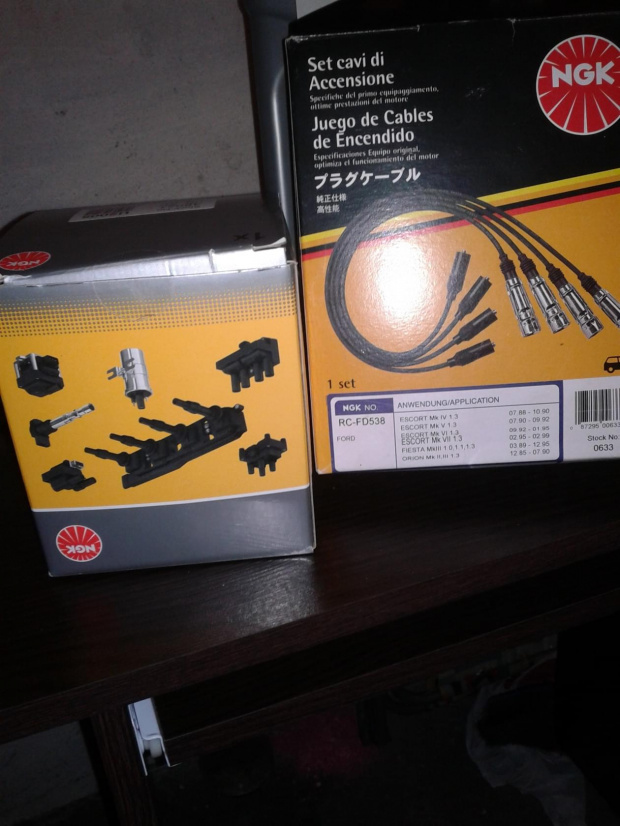 NGK
1x
NGK
Set cavi di
Accensione
Specifiche del primo equipaggiamento,
ottime prestazioni del motore
Juego de Cables
de Encendido
Especificaciones Equipo original,
optimiza el funcionamiento del motor
プラグケーブル
純正仕様
高性能
NGK
1 set
NGK NO.
RC-FD538
FORD
ANWENDUNG/APPLICATION
ESCORT Mk IV 1.3 07.88 - 10.90
ESCORT Mk V 1.3 07.90 - 09.92
ESCORT Mk VI 1.3 09.92 - 01.95
ESCORT Mk VII 1.3 02.95 - 02.99
FIESTA MkIII 1.0,1.1,1.3 03.89 - 12.95
ORION Mk II,III 1.3 12.85 - 07.90
0 87295 00633
Stock No
0633